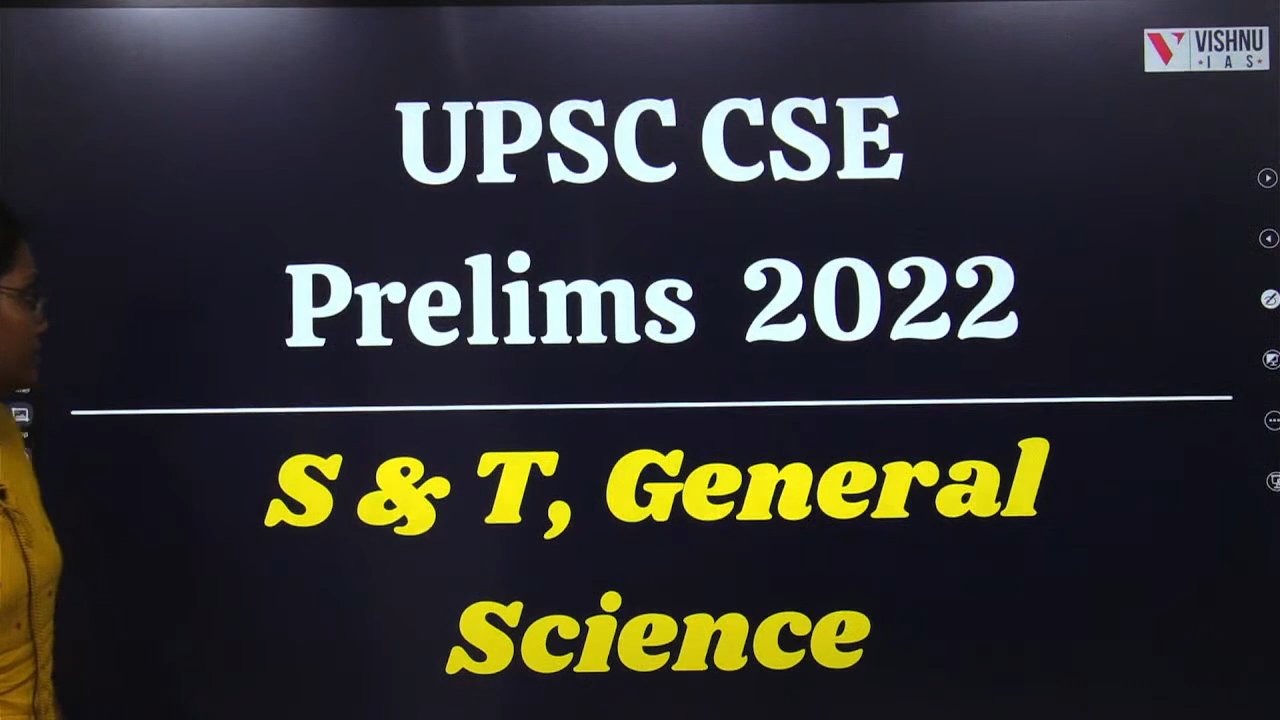 VISHNU
IAS
UPSC CSE
Prelims 2022
S & T, General
Science